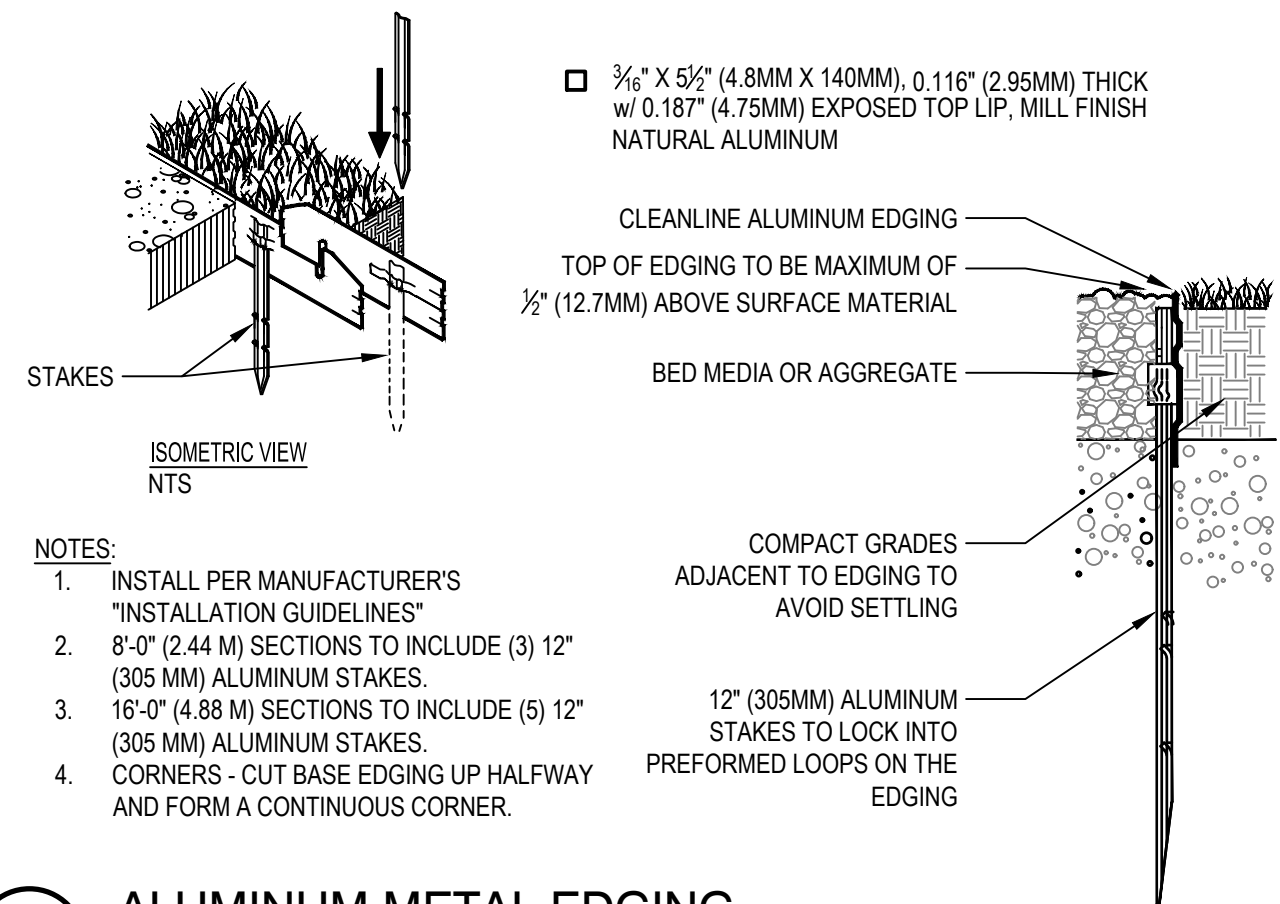 3/16" X 5 1/2" (4.8MM X 140MM), 0.116" (2.95MM) THICK
w/ 0.187" (4.75MM) EXPOSED TOP LIP, MILL FINISH
NATURAL ALUMINUM
CLEANLINE ALUMINUM EDGING
TOP OF EDGING TO BE MAXIMUM OF
1/2" (12.7MM) ABOVE SURFACE MATERIAL
BED MEDIA OR AGGREGATE
STAKES
ISOMETRIC VIEW
NTS
COMPACT GRADES
ADJACENT TO EDGING TO
AVOID SETTLING
12" (305MM) ALUMINUM
STAKES TO LOCK INTO
PREFORMED LOOPS ON THE
EDGING
NOTES:
1. INSTALL PER MANUFACTURER'S
"INSTALLATION GUIDELINES"
2. 8'-0" (2.44 M) SECTIONS TO INCLUDE (3) 12"
(305 MM) ALUMINUM STAKES.
3. 16'-0" (4.88 M) SECTIONS TO INCLUDE (5) 12"
(305 MM) ALUMINUM STAKES.
4. CORNERS - CUT BASE EDGING UP HALFWAY
AND FORM A CONTINUOUS CORNER.
ALUMINUM METAL EDGING